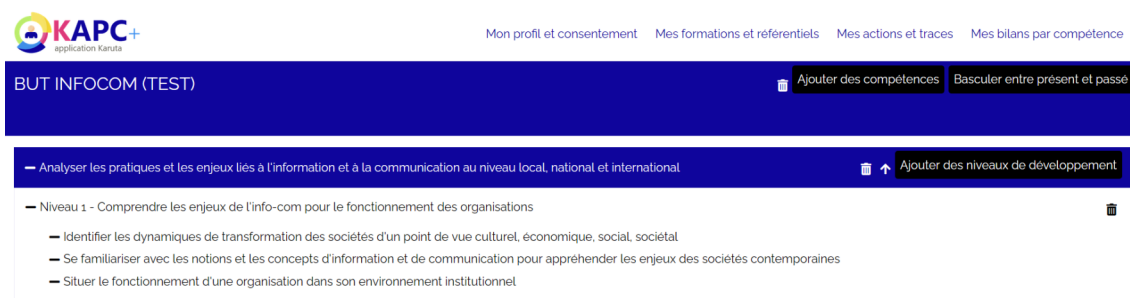 KAPC+
application Karuta
Mon profil et consentement Mes formations et référentiels Mes actions et traces Mes bilans par compétence
BUT INFOCOM (TEST) Ajouter des compétences Basculer entre présent et passé
Analyser les pratiques et les enjeux liés à l'information et à la communication au niveau local, national et international Ajouter des niveaux de développement
Niveau 1 - Comprendre les enjeux de l'info-com pour le fonctionnement des organisations
Identifier les dynamiques de transformation des sociétés d'un point de vue culturel, économique, social, sociétal
Se familiariser avec les notions et les concepts d'information et de communication pour appréhender les enjeux des sociétés contemporaines
Situer le fonctionnement d'une organisation dans son environnement institutionnel